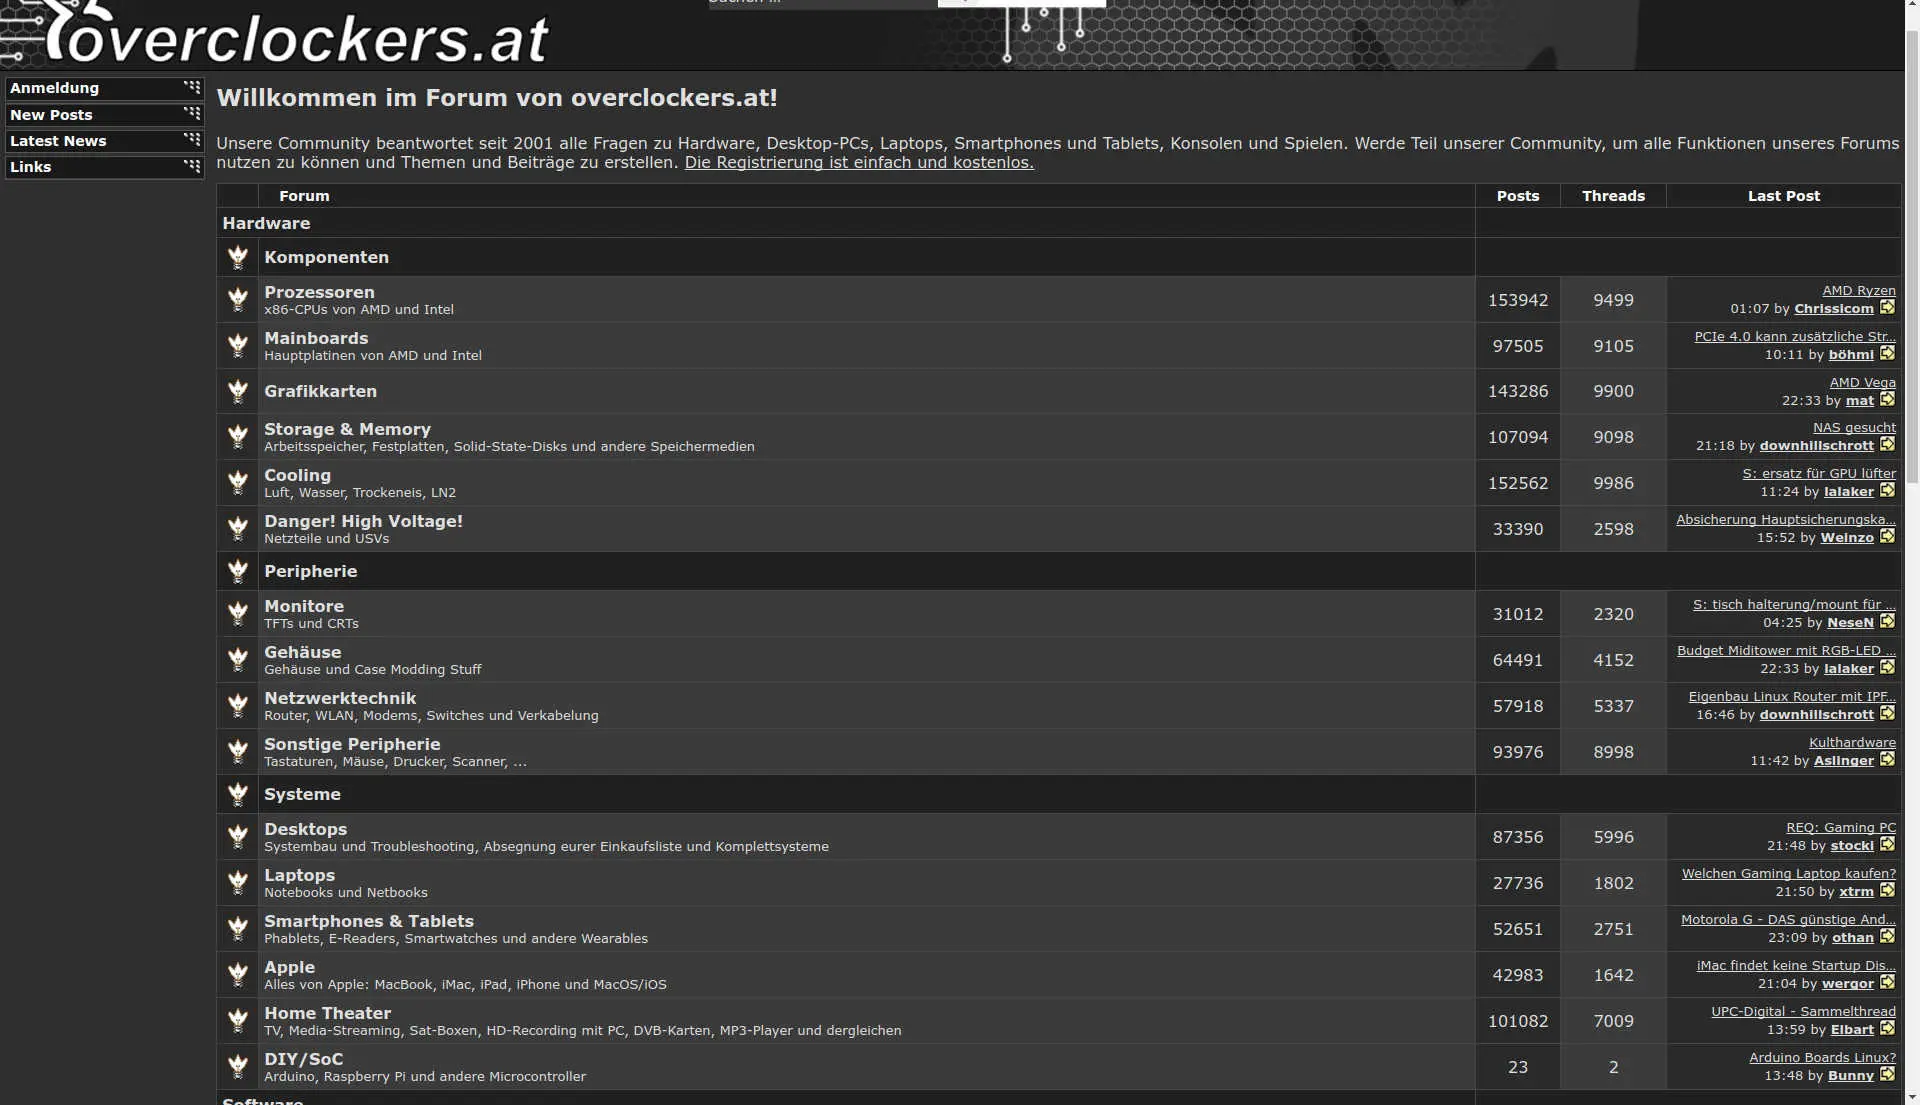 Suchen ...
overclockers.at
Anmeldung
New Posts
Latest News
Links
Willkommen im Forum von overclockers.at!
Unsere Community beantwortet seit 2001 alle Fragen zu Hardware, Desktop-PCs, Laptops, Smartphones und Tablets, Konsolen und Spielen. Werde Teil unserer Community, um alle Funktionen unseres Forums
nutzen zu können und Themen und Beiträge zu erstellen. Die Registrierung ist einfach und kostenlos.
Forum Posts Threads Last Post
Hardware
Komponenten
Prozessoren
x86-CPUs von AMD und Intel
153942 9499
AMD Ryzen
01:07 by Chrissicom
Mainboards
Hauptplatinen von AMD und Intel
97505 9105
PCIe 4.0 kann zusätzliche Str...
10:11 by böhmi
Grafikkarten
143286 9900
AMD Vega
22:33 by mat
Storage & Memory
Arbeitsspeicher, Festplatten, Solid-State-Disks und andere Speichermedien
107094 9098
NAS gesucht
21:18 by downhillschrott
Cooling
Luft, Wasser, Trockeneis, LN2
152562 9986
S: ersatz für GPU lüfter
11:24 by lalaker
Danger! High Voltage!
Netzteile und USVs
33390 2598
Absicherung Hauptsicherungska...
15:52 by Weinzo
Peripherie
Monitore
TFTs und CRTs
31012 2320
S: tisch halterung/mount für ...
04:25 by NeseN
Gehäuse
Gehäuse und Case Modding Stuff
64491 4152
Budget Miditower mit RGB-LED ...
22:33 by lalaker
Netzwerktechnik
Router, WLAN, Modems, Switches und Verkabelung
57918 5337
Eigenbau Linux Router mit IPF...
16:46 by downhillschrott
Sonstige Peripherie
Tastaturen, Mäuse, Drucker, Scanner, ...
93976 8998
Kulthardware
11:42 by Aslinger
Systeme
Desktops
Systembau und Troubleshooting, Absegnung eurer Einkaufsliste und Komplettsysteme
87356 5996
REQ: Gaming PC
21:48 by stocki
Laptops
Notebooks und Netbooks
27736 1802
Welchen Gaming Laptop kaufen?
21:50 by xtrm
Smartphones & Tablets
Phablets, E-Readers, Smartwatches und andere Wearables
52651 2751
Motorola G - DAS günstige And...
23:09 by othan
Apple
Alles von Apple: MacBook, iMac, iPad, iPhone und MacOS/iOS
42983 1642
iMac findet keine Startup Dis...
21:04 by wergor
Home Theater
TV, Media-Streaming, Sat-Boxen, HD-Recording mit PC, DVB-Karten, MP3-Player und dergleichen
101082 7009
UPC-Digital - Sammelthread
13:59 by Elbart
DIY/SoC
Arduino, Raspberry Pi und andere Microcontroller
23 2
Arduino Boards Linux?
13:48 by Bunny
Software